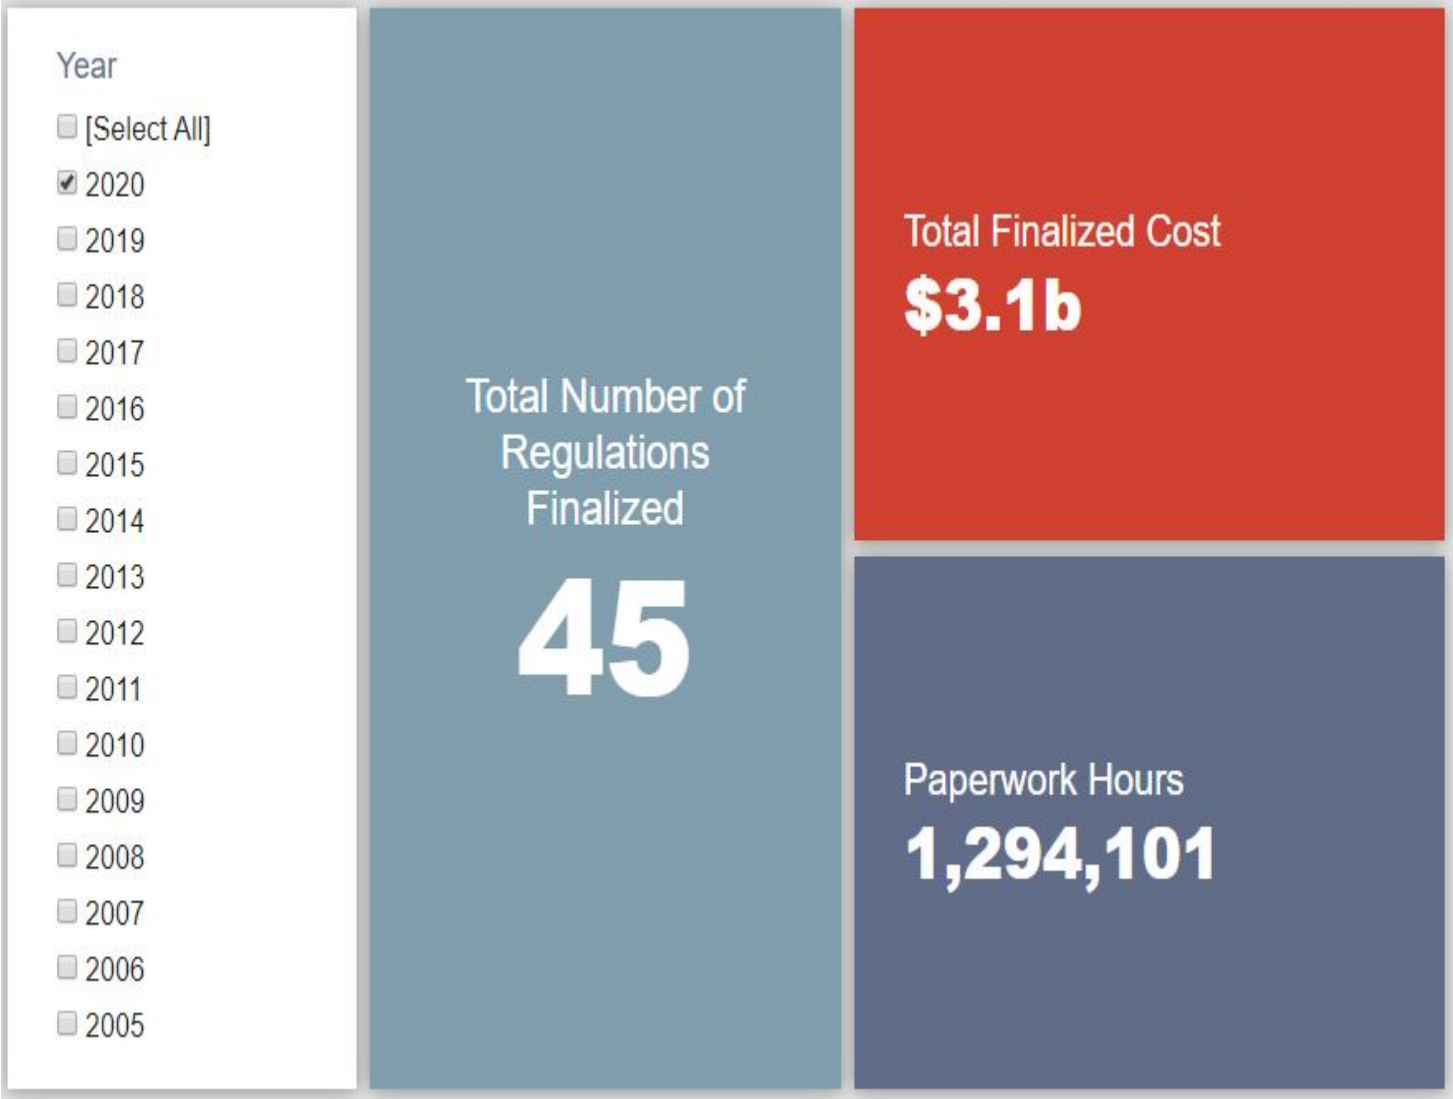 Year
[Select All]
2020
2019
2018
2017
2016
2015
2014
2013
2012
2011
2010
2009
2008
2007
2006
2005
Total Number of
Regulations
Finalized
45
Total Finalized Cost
$3.1b
Paperwork Hours
1,294,101